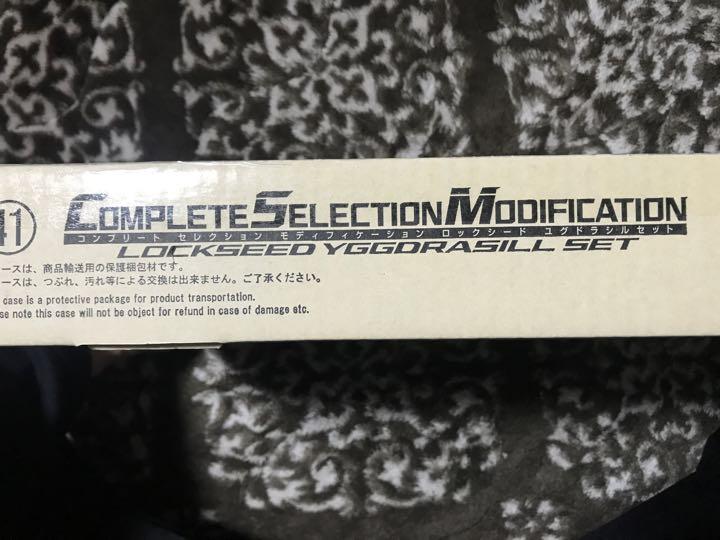 41
COMPLETE SELECTION MODIFICATION
コンプリート セレクション モディフィケーション ロックシード ユグドラシルセット
LOCKSEED YGGDRASILL SET
ースは、商品輸送用の保護梱包材です。
ースは、つぶれ、汚れ等による交換は出来ません。ご了承ください。
case is a protective package for product transportation.
se note this case will not be object for refund in case of damage etc.